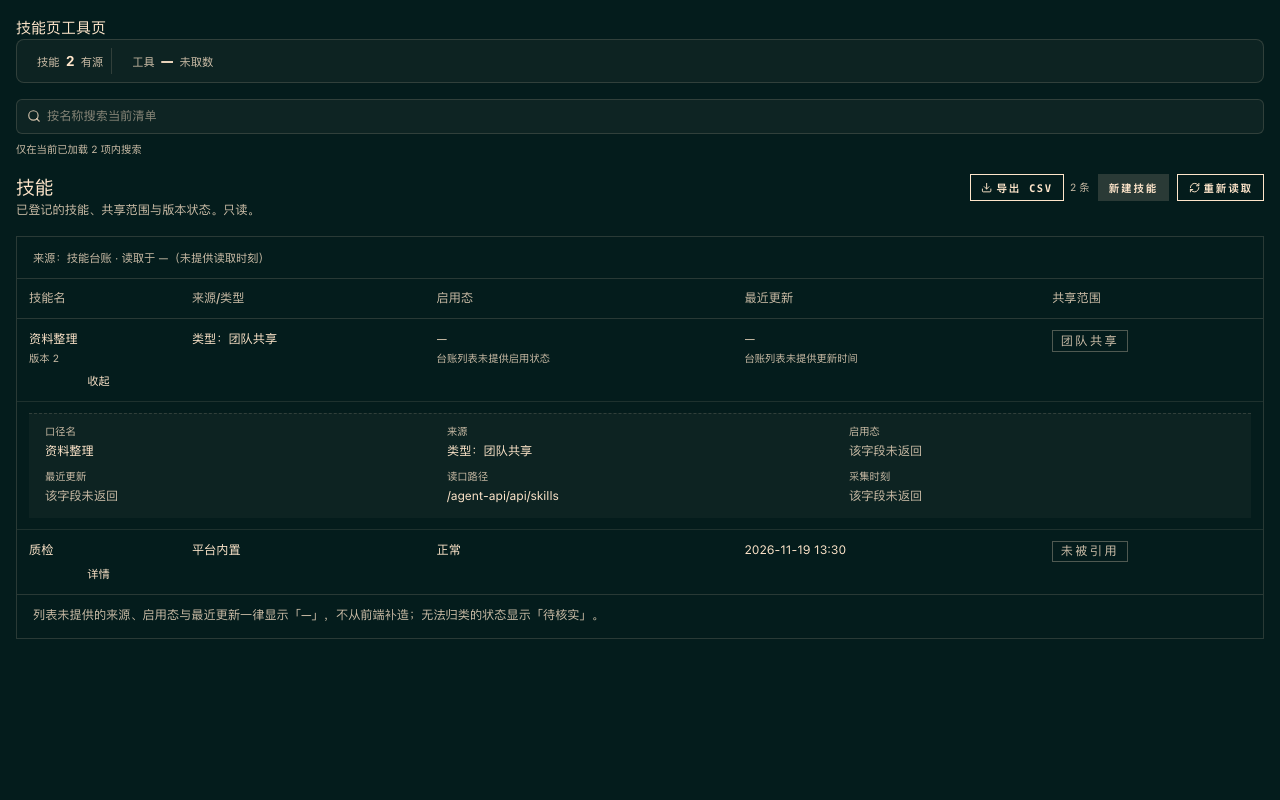 技能页工具页
技能 2 有源 工具 — 未取数
按名称搜索当前清单
仅在当前已加载 2 项内搜索
技能
导出 CSV 2 条 新建技能 重新读取
已登记的技能、共享范围与版本状态。只读。
来源：技能台账 · 读取于 —（未提供读取时刻）
技能名 来源/类型 启用态 最近更新 共享范围
资料整理 类型：团队共享 — — 团队共享
版本 2 台账列表未提供启用状态 台账列表未提供更新时间
收起
口径名 来源 启用态
资料整理 类型：团队共享 该字段未返回
最近更新 读口路径 采集时刻
该字段未返回 /agent-api/api/skills 该字段未返回
质检 平台内置 正常 2026-11-19 13:30 未被引用
详情
列表未提供的来源、启用态与最近更新一律显示「—」，不从前端补造；无法归类的状态显示「待核实」。